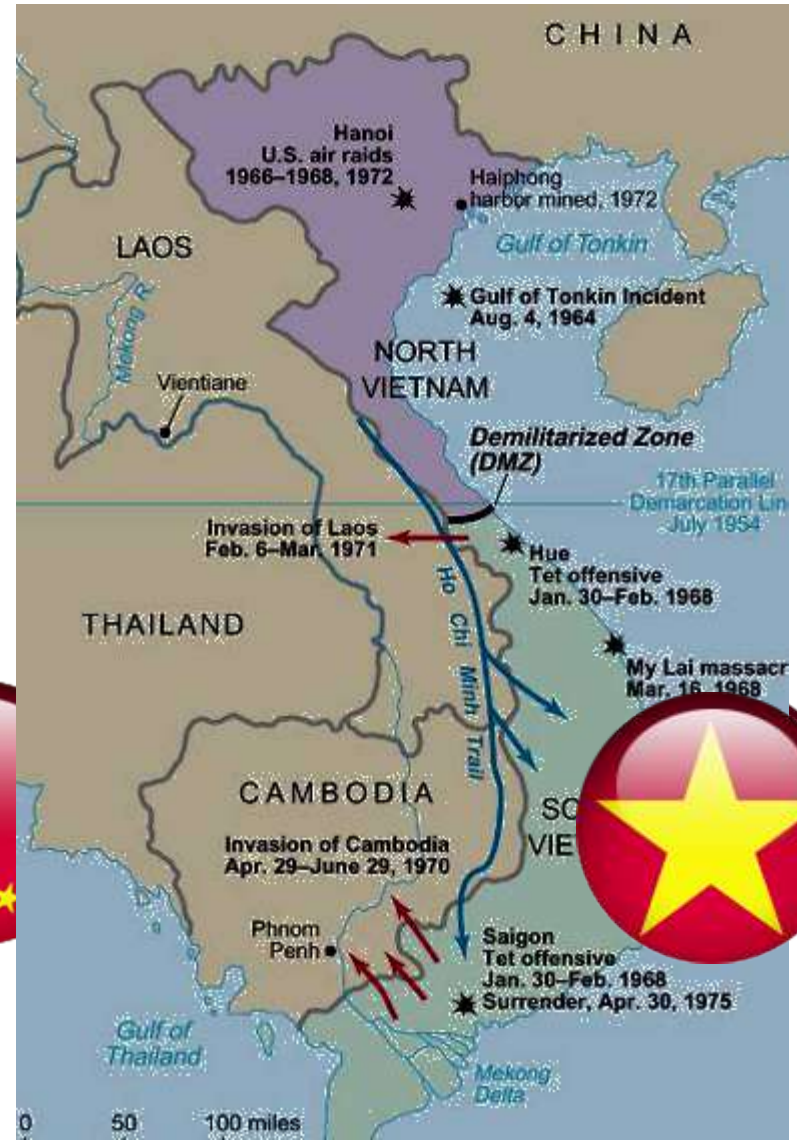 CHINA
Hanoi
U.S. air raids
1966–1968, 1972
Haiphong
harbor mined, 1972
LAOS
Gulf of Tonkin
Gulf of Tonkin Incident
Aug. 4, 1964
Mekong R.
NORTH
VIETNAM
Vientiane
Demilitarized Zone
(DMZ)
17th Parallel
Demarcation Lin
July 1954
Invasion of Laos
Feb. 6–Mar. 1971
Hue
Tet offensive
Jan. 30–Feb. 1968
Ho Chi Minh Trail
THAILAND
My Lai massacr
Mar. 16, 1968
CAMBODIA
SO
VIE
Invasion of Cambodia
Apr. 29–June 29, 1970
Phnom
Penh
Saigon
Tet offensive
Jan. 30–Feb. 1968
Surrender, Apr. 30, 1975
Gulf of
Thailand
Mekong
Delta
0 50 100 miles